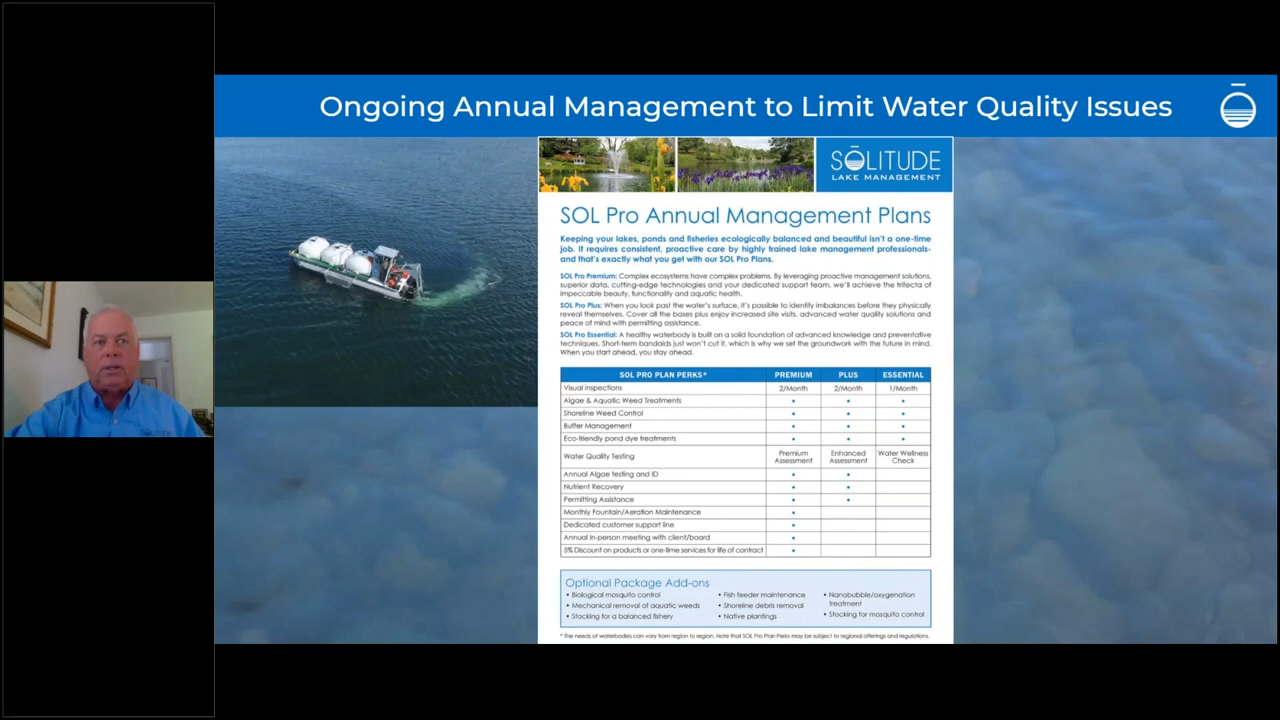 Ongoing Annual Management to Limit Water Quality Issues
SŌLITUDE
LAKE MANAGEMENT
SOL Pro Annual Management Plans
Keeping your lakes, ponds and fisheries ecologically balanced and beautiful isn't a one-time
job. It requires consistent, proactive care by highly trained lake management professionals-
and that's exactly what you get with our SOL Pro Plans.
SOL Pro Premium: Complex ecosystems have complex problems. By leveraging proactive management solutions,
superior data, cutting-edge technologies and your dedicated support team, we'll achieve the trifecta of
impeccable beauty, functionality and aquatic health.
SOL Pro Plus: When you look past the water's surface, it's possible to identify imbalances before they physically
reveal themselves. Cover all the bases plus enjoy increased site visits, advanced water quality solutions and
peace of mind with permitting assistance.
SOL Pro Essential: A healthy waterbody is built on a solid foundation of advanced knowledge and preventative
techniques. Short-term bandaids just won't cut it, which is why we set the groundwork with the future in mind.
When you start ahead, you stay ahead.
SOL PRO PLAN PERKS* PREMIUM PLUS ESSENTIAL
Visual inspections 2/Month 2/Month 1/Month
Algae & Aquatic Weed Treatments • • •
Shoreline Weed Control • • •
Buffer Management • • •
Eco-friendly pond dye treatments • • •
Water Quality Testing Premium Assessment Enhanced Assessment Water Wellness Check
Annual Algae testing and ID • •
Nutrient Recovery • •
Permitting Assistance • •
Monthly Fountain/Aeration Maintenance •
Dedicated customer support line •
Annual in-person meeting with client/board •
5% Discount on products or one-time services for life of contract •
Optional Package Add-ons
• Biological mosquito control
• Mechanical removal of aquatic weeds
• Stocking for a balanced fishery
• Fish feeder maintenance
• Shoreline debris removal
• Native plantings
• Nanobubble/oxygenation
treatment
• Stocking for mosquito control
* The needs of waterbodies can vary from region to region. Note that SOL Pro Plan Perks may be subject to regional offerings and regulations.